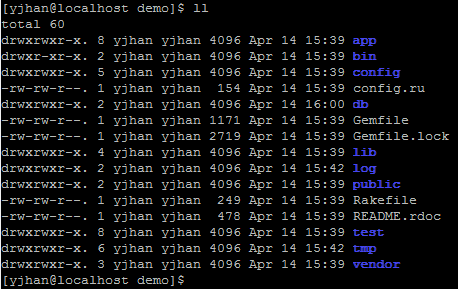 [yjhan@localhost demo]$ ll
total 60
drwxrwxr-x. 8 yjhan yjhan 4096 Apr 14 15:39 app
drwxr-xr-x. 2 yjhan yjhan 4096 Apr 14 15:39 bin
drwxrwxr-x. 5 yjhan yjhan 4096 Apr 14 15:39 config
-rw-rw-r--. 1 yjhan yjhan  154 Apr 14 15:39 config.ru
drwxrwxr-x. 2 yjhan yjhan 4096 Apr 14 16:00 db
-rw-rw-r--. 1 yjhan yjhan 1171 Apr 14 15:39 Gemfile
-rw-rw-r--. 1 yjhan yjhan 2719 Apr 14 15:39 Gemfile.lock
drwxrwxr-x. 4 yjhan yjhan 4096 Apr 14 15:39 lib
drwxrwxr-x. 2 yjhan yjhan 4096 Apr 14 15:42 log
drwxrwxr-x. 2 yjhan yjhan 4096 Apr 14 15:39 public
-rw-rw-r--. 1 yjhan yjhan  249 Apr 14 15:39 Rakefile
-rw-rw-r--. 1 yjhan yjhan  478 Apr 14 15:39 README.rdoc
drwxrwxr-x. 8 yjhan yjhan 4096 Apr 14 15:39 test
drwxrwxr-x. 6 yjhan yjhan 4096 Apr 14 15:42 tmp
drwxrwxr-x. 3 yjhan yjhan 4096 Apr 14 15:39 vendor
[yjhan@localhost demo]$